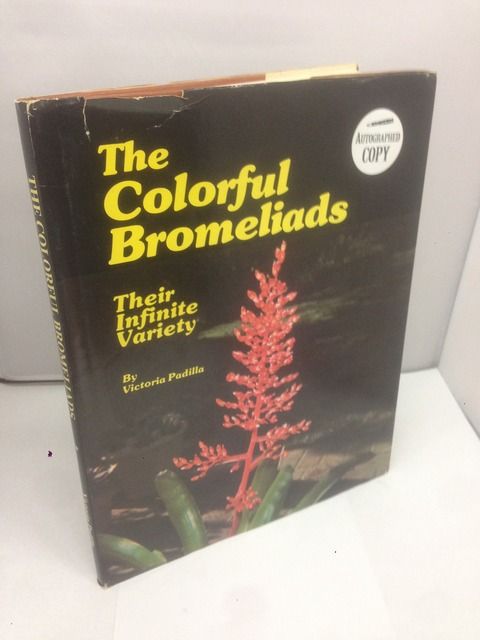 The
Colorful
Bromeliads
Their
Infinite
Variety
By
Victoria Padilla
AUTOGRAPHED
COPY
THE COLORFUL BROMELIADS